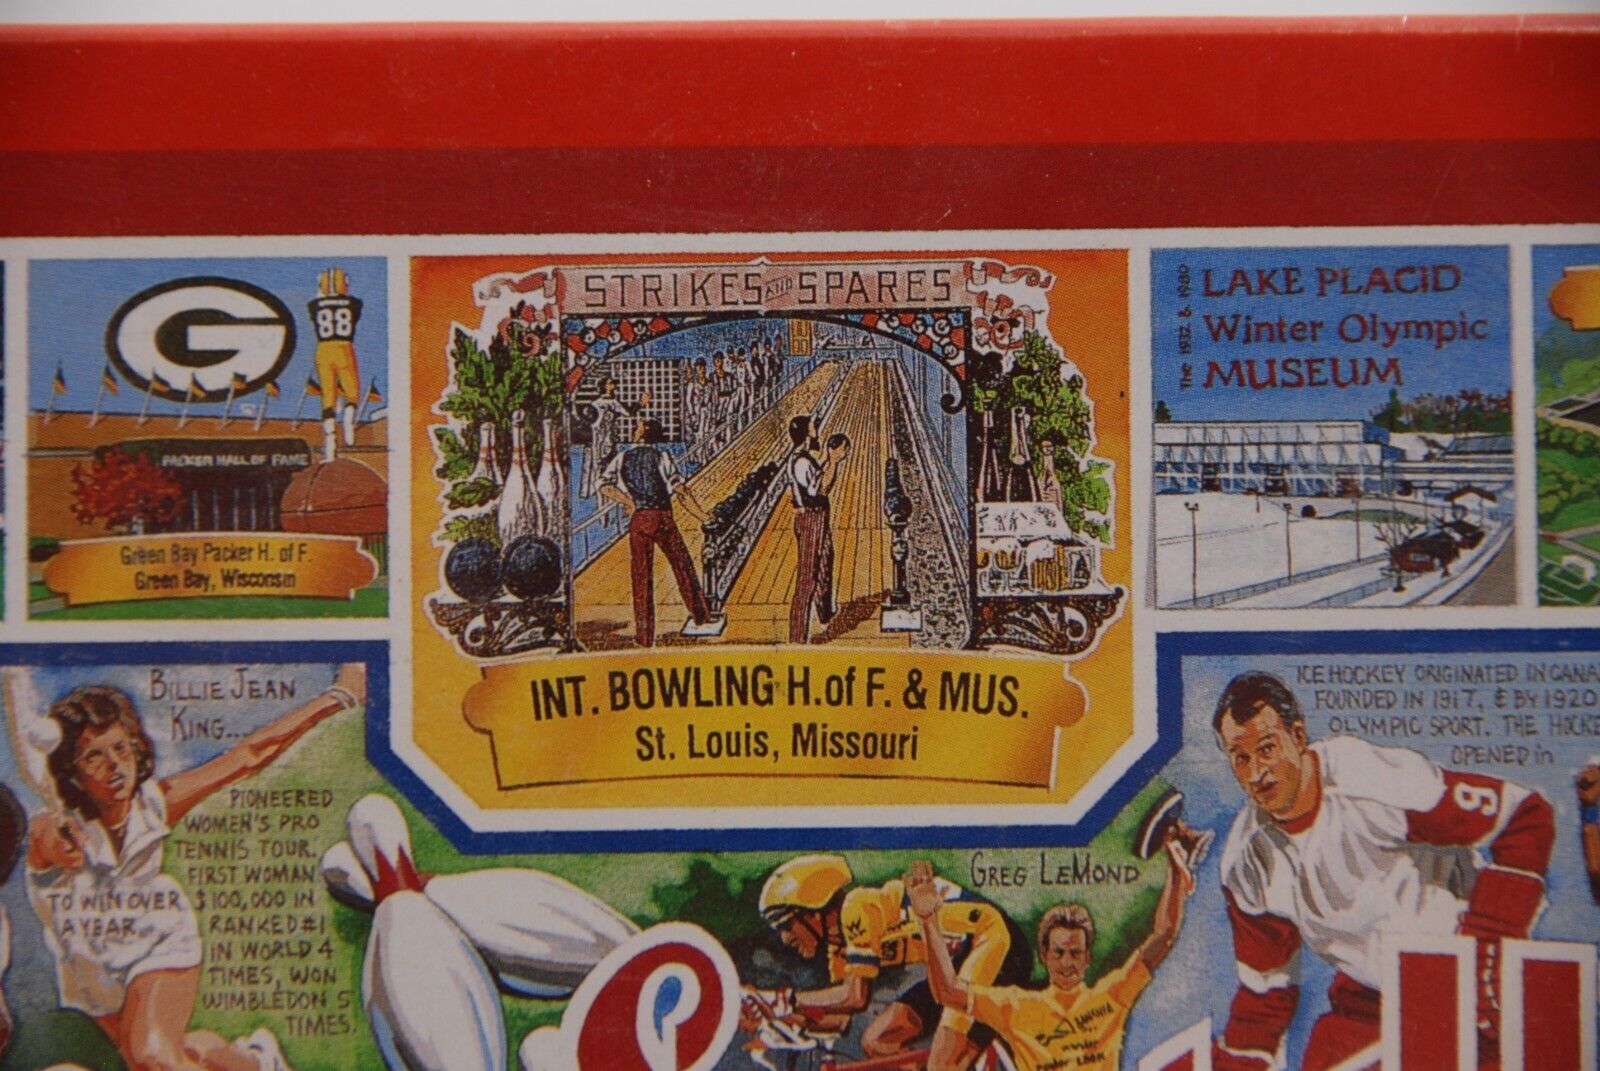 G
88
PACKER HALL OF FAME
Green Bay Packer H. of F.
Green Bay, Wisconsin
STRIKES AND SPARES
INT. BOWLING H. of F. & MUS.
St. Louis, Missouri
The 1932 & 1980
LAKE PLACID
Winter Olympic
MUSEUM
BILLIE JEAN
KING...
PIONEERED
WOMEN'S PRO
TENNIS TOUR.
FIRST WOMAN
TO WIN OVER $100,000 IN
A YEAR. RANKED #1
IN WORLD 4
TIMES, WON
WIMBLEDON 5
TIMES.
P
GREG LEMOND
ICE HOCKEY ORIGINATED IN CANA
FOUNDED IN 1917, & BY 1920
OLYMPIC SPORT. THE HOCKE
OPENED in
9